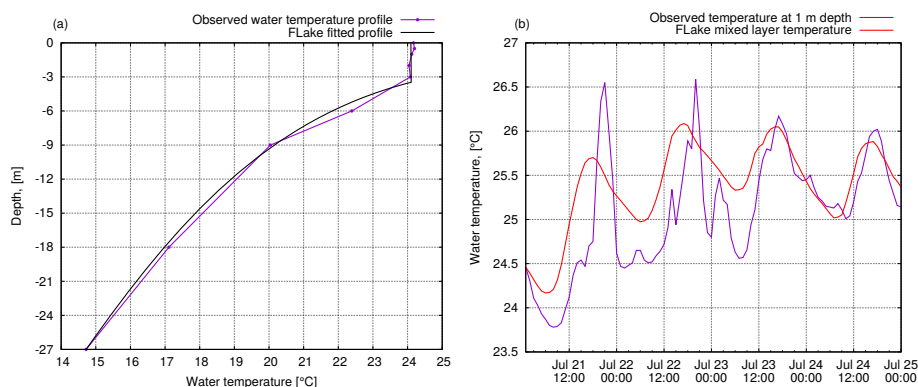 (a)
Observed water temperature profile
FLake fitted profile
0
-3
-6
-9
-12
-15
-18
-21
-24
-27
Depth, [m]
14 15 16 17 18 19 20 21 22 23 24 25
Water temperature [°C]
(b)
Observed temperature at 1 m depth
FLake mixed layer temperature
27
26.5
26
25.5
25
24.5
24
23.5
Water temperature, [°C]
Jul 21 Jul 22 Jul 22 Jul 23 Jul 23 Jul 24 Jul 24 Jul 25
12:00 00:00 12:00 00:00 12:00 00:00 12:00 00:00